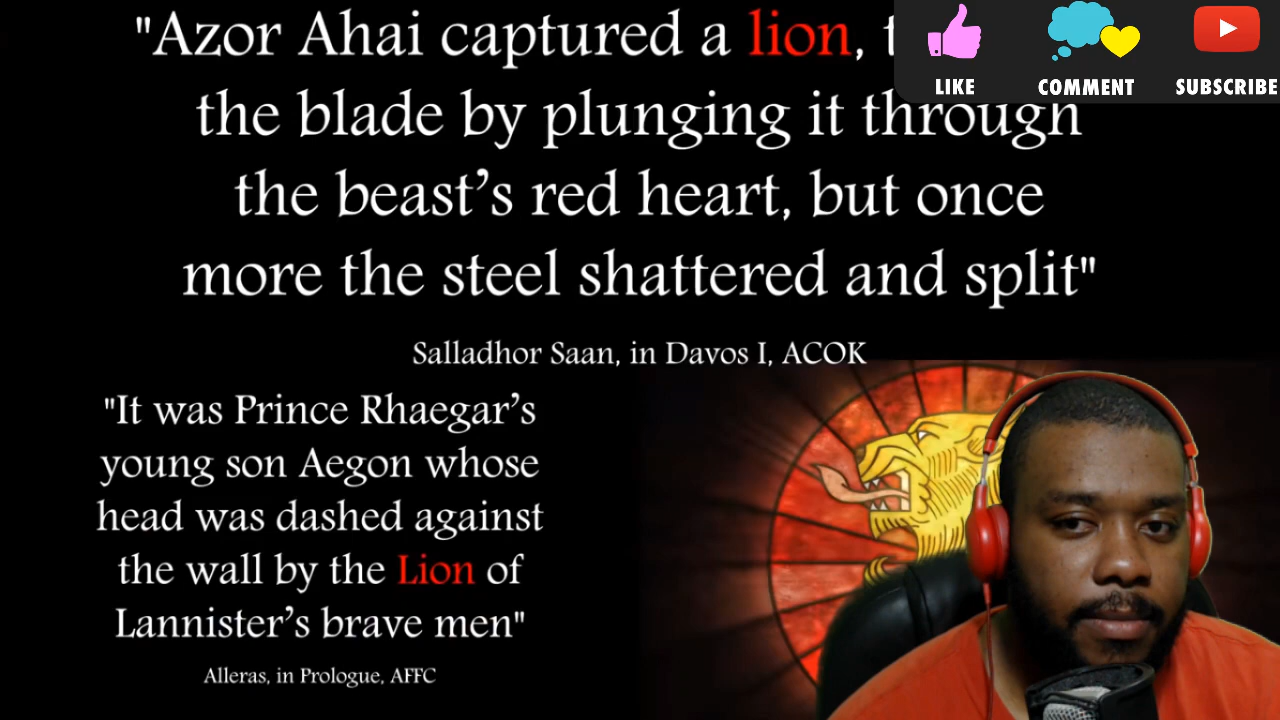 "Azor Ahai captured a lion,
the blade by plunging it through
the beast's red heart, but once
more the steel shattered and split"
Salladhor Saan, in Davos I, ACOK
"It was Prince Rhaegar's
young son Aegon whose
head was dashed against
the wall by the Lion of
Lannister's brave men"
Alleras, in Prologue, AFFC
LIKE
COMMENT
SUBSCRIBE